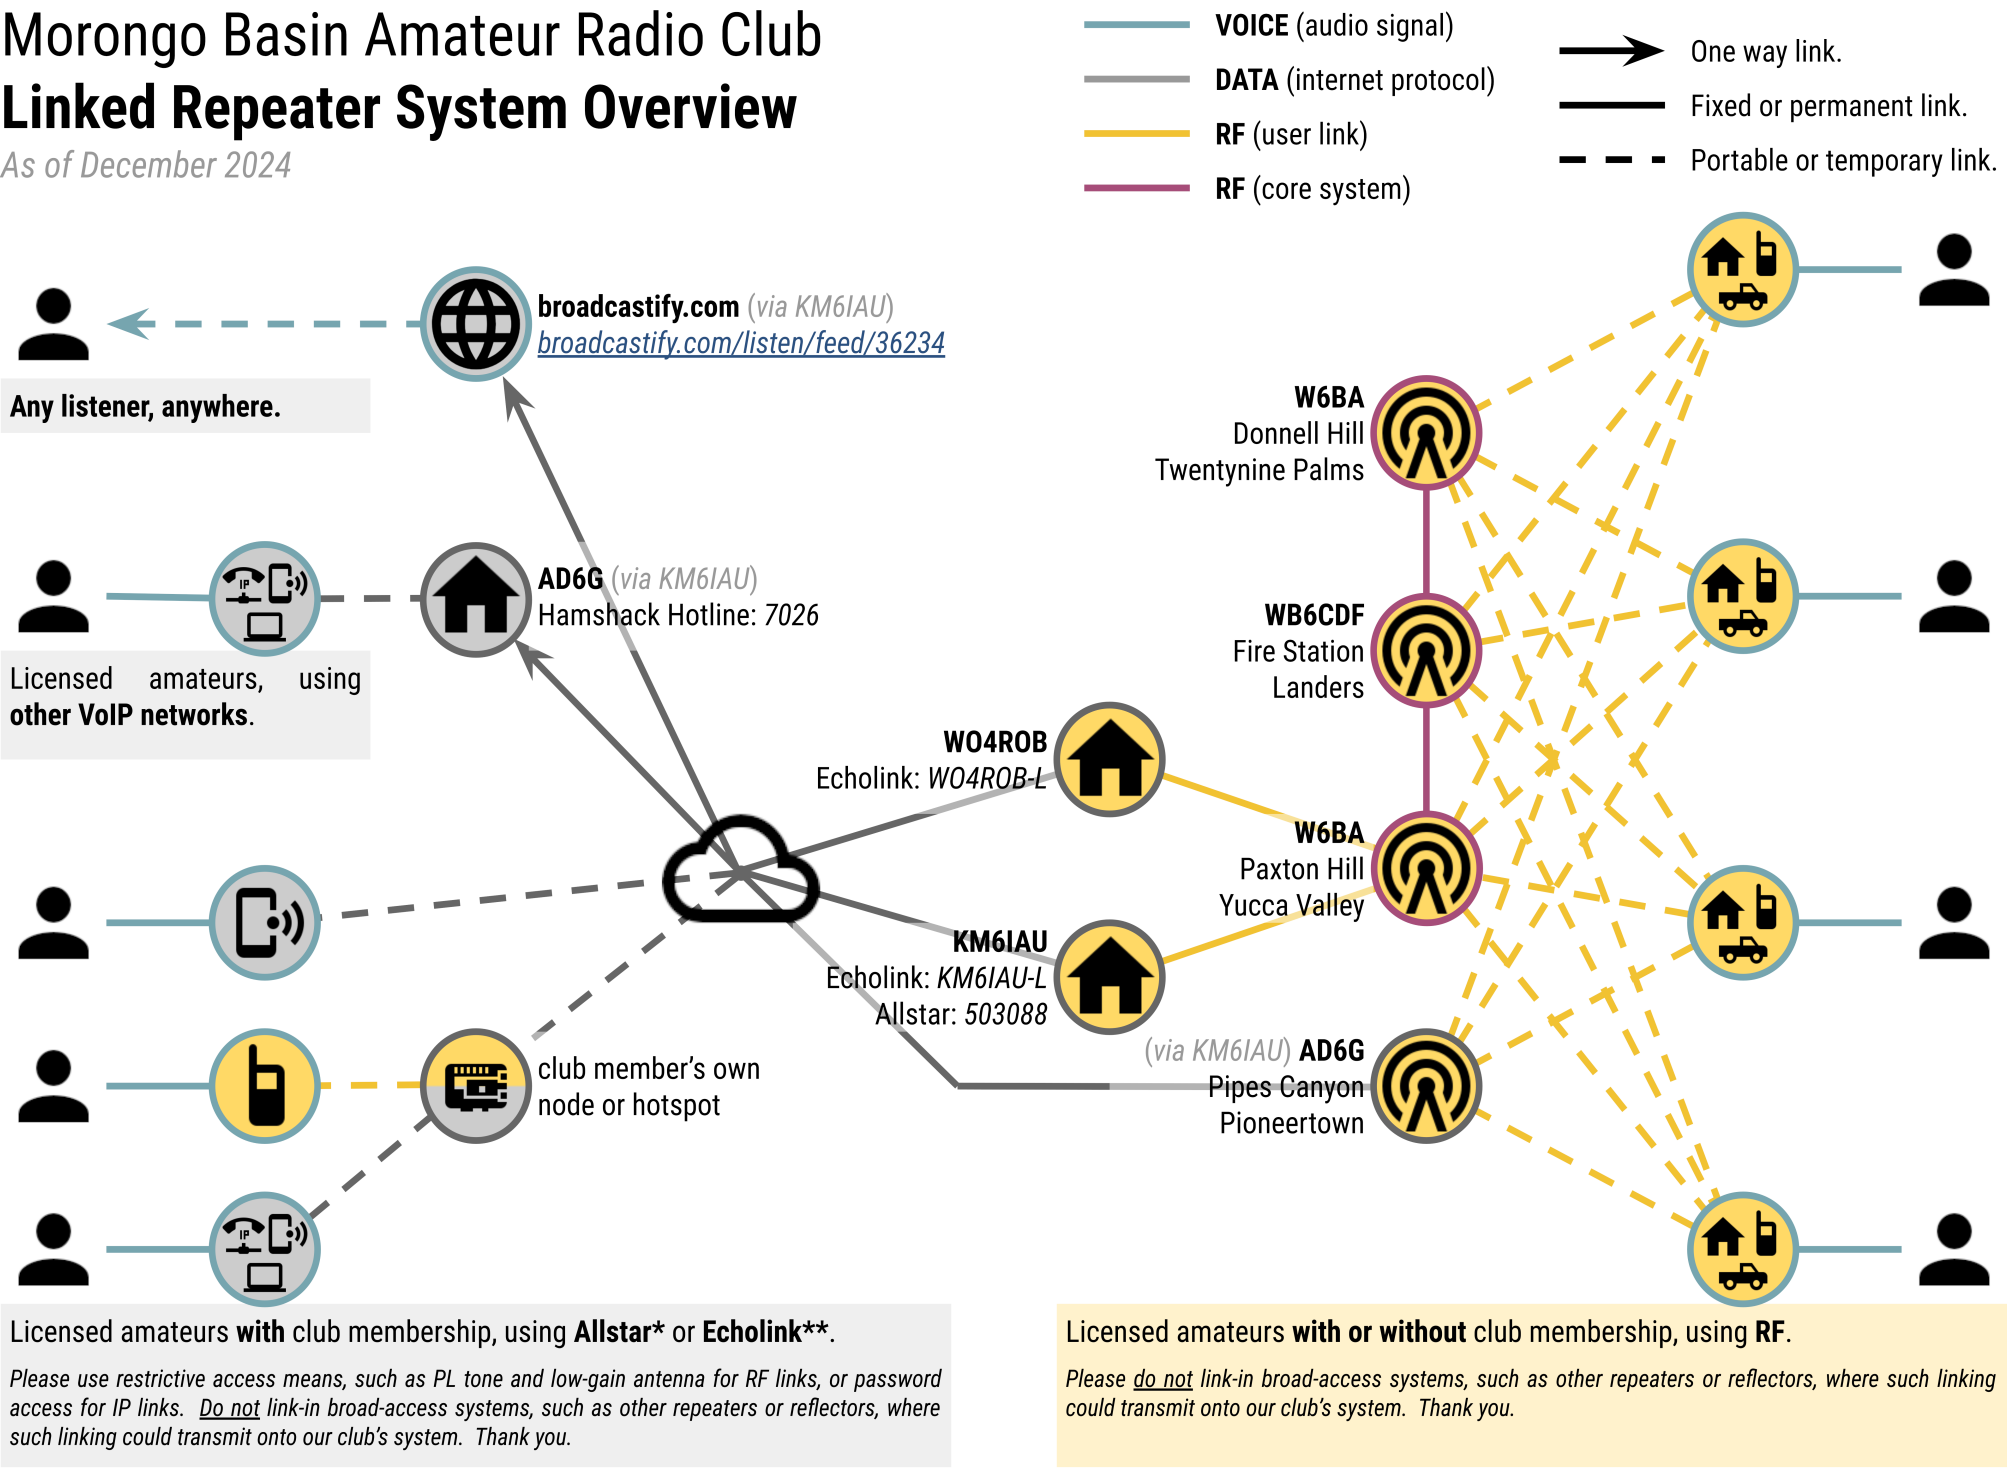 Morongo Basin Amateur Radio Club
Linked Repeater System Overview
As of December 2024
VOICE (audio signal)
DATA (internet protocol)
RF (user link)
RF (core system)
One way link.
Fixed or permanent link.
Portable or temporary link.
broadcastify.com (via KM6IAU)
broadcastify.com/listen/feed/36234
Any listener, anywhere.
W6BA
Donnell Hill
Twentynine Palms
IP
AD6G (via KM6IAU)
Hamshack Hotline: 7026
Licensed amateurs, using
other VoIP networks.
WB6CDF
Fire Station
Landers
WO4ROB
Echolink: WO4ROB-L
W6BA
Paxton Hill
Yucca Valley
KM6IAU
Echolink: KM6IAU-L
Allstar: 503088
(via KM6IAU) AD6G
Pipes Canyon
Pioneertown
club member's own
node or hotspot
IP
Licensed amateurs with club membership, using Allstar* or Echolink**.
Please use restrictive access means, such as PL tone and low-gain antenna for RF links, or password
access for IP links. Do not link-in broad-access systems, such as other repeaters or reflectors, where
such linking could transmit onto our club's system. Thank you.
Licensed amateurs with or without club membership, using RF.
Please do not link-in broad-access systems, such as other repeaters or reflectors, where such linking
could transmit onto our club's system. Thank you.